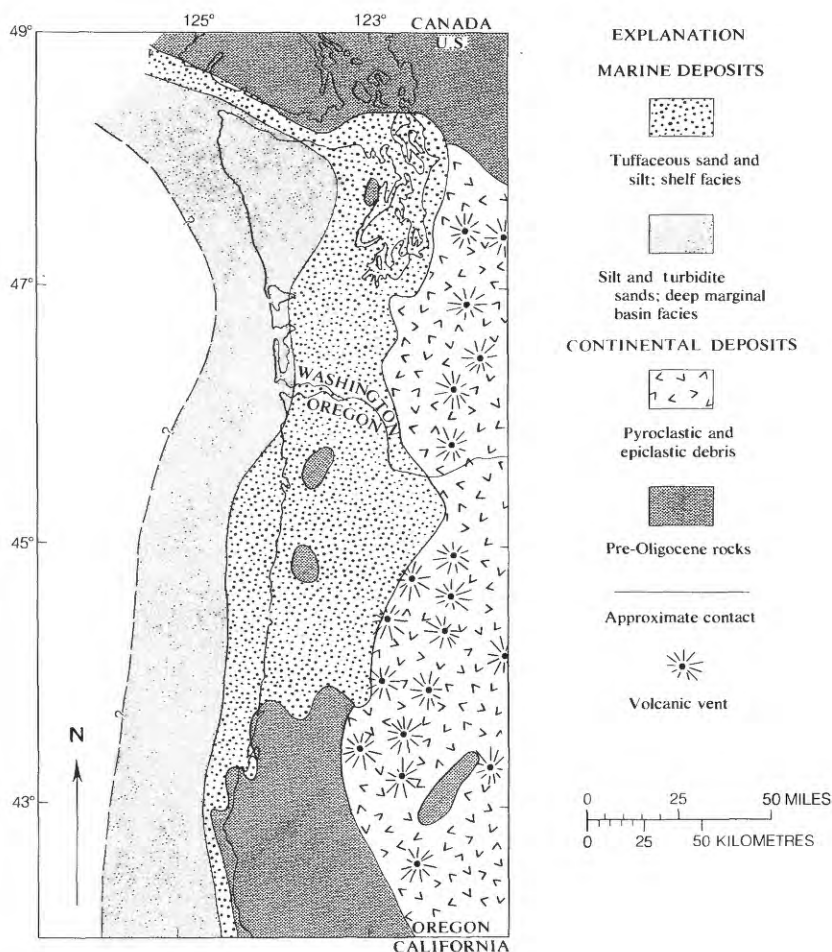 125°
123°
CANADA
U.S.
49°
47°
45°
43°
?
?
?
WASHINGTON
OREGON
N
OREGON
CALIFORNIA
EXPLANATION
MARINE DEPOSITS
Tuffaceous sand and
silt; shelf facies
Silt and turbidite
sands; deep marginal
basin facies
CONTINENTAL DEPOSITS
Pyroclastic and
epiclastic debris
Pre-Oligocene rocks
Approximate contact
Volcanic vent
0 25 50 MILES
0 25 50 KILOMETRES